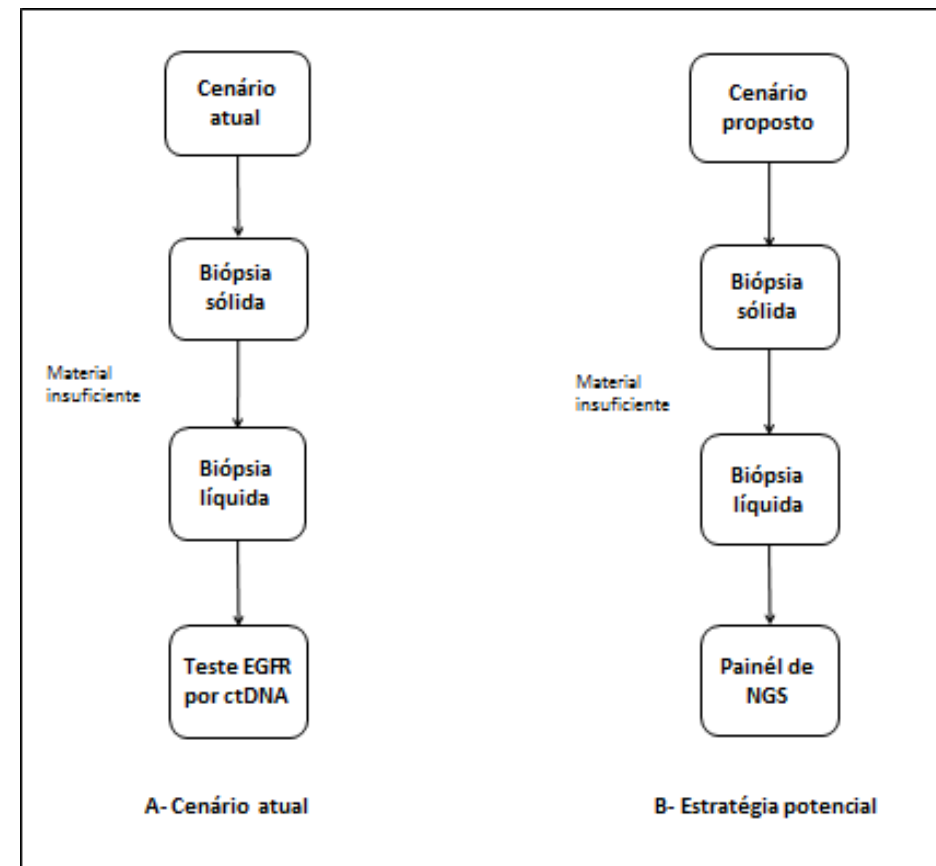 Cenário
atual
Biópsia
sólida
Material
insuficiente
Biópsia
líquida
Teste EGFR
por ctDNA
A- Cenário atual
Cenário
proposto
Biópsia
sólida
Material
insuficiente
Biópsia
líquida
Painél de
NGS
B- Estratégia potencial